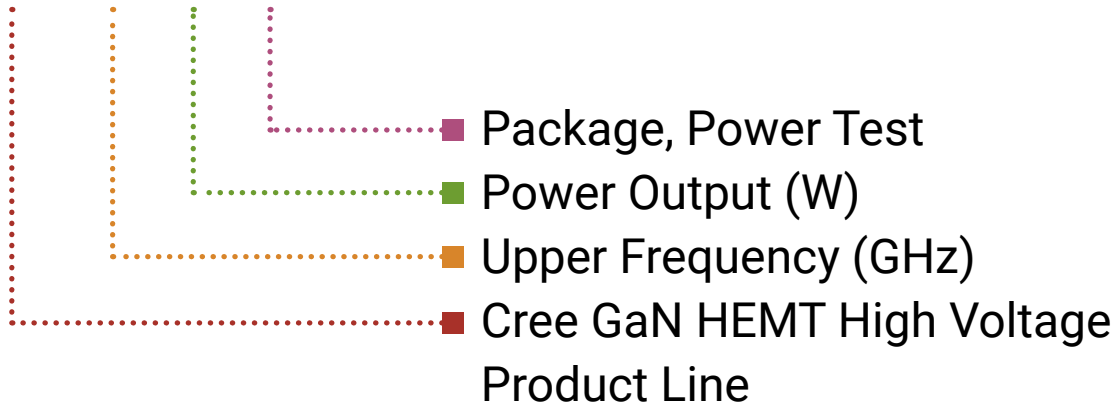 Package, Power Test
Power Output (W)
Upper Frequency (GHz)
Cree GaN HEMT High Voltage
Product Line